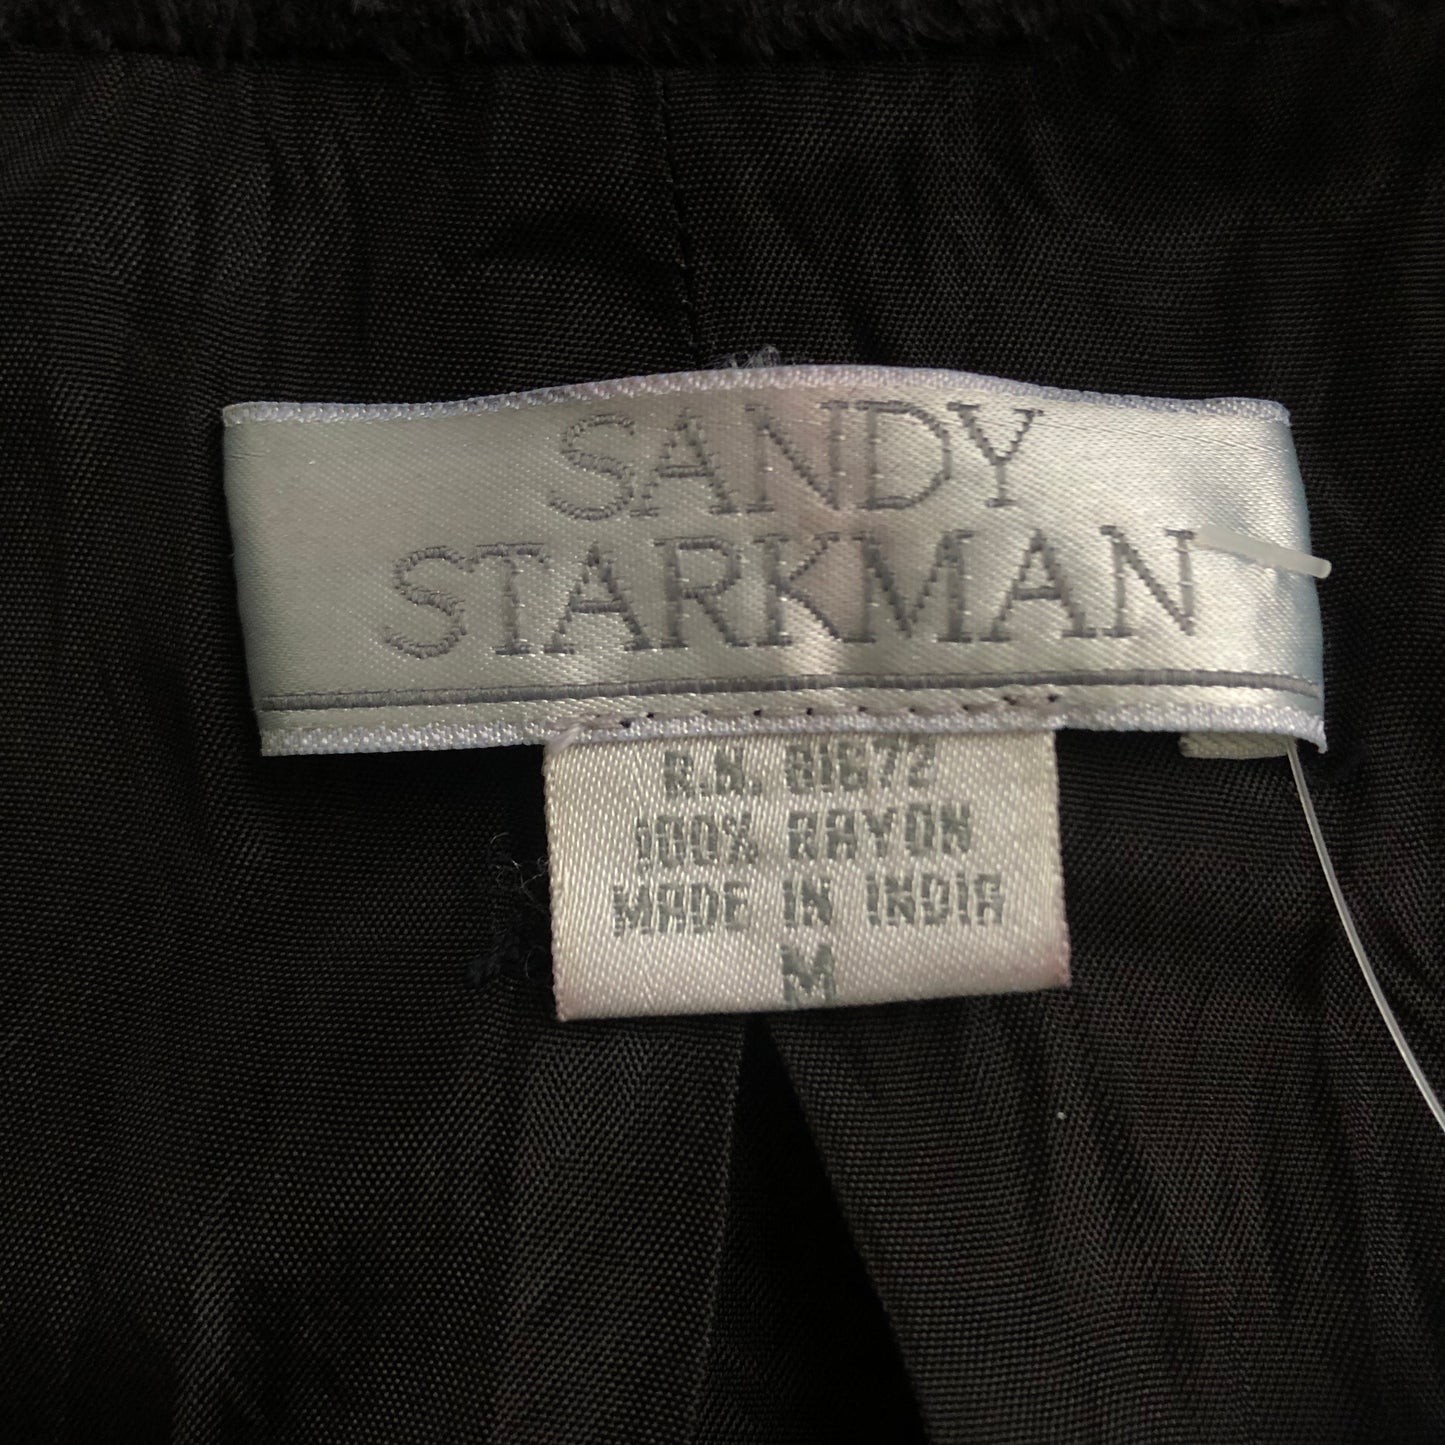 SANDY
STARKMAN
R.N. 81672
100% RAYON
MADE IN INDIA
M